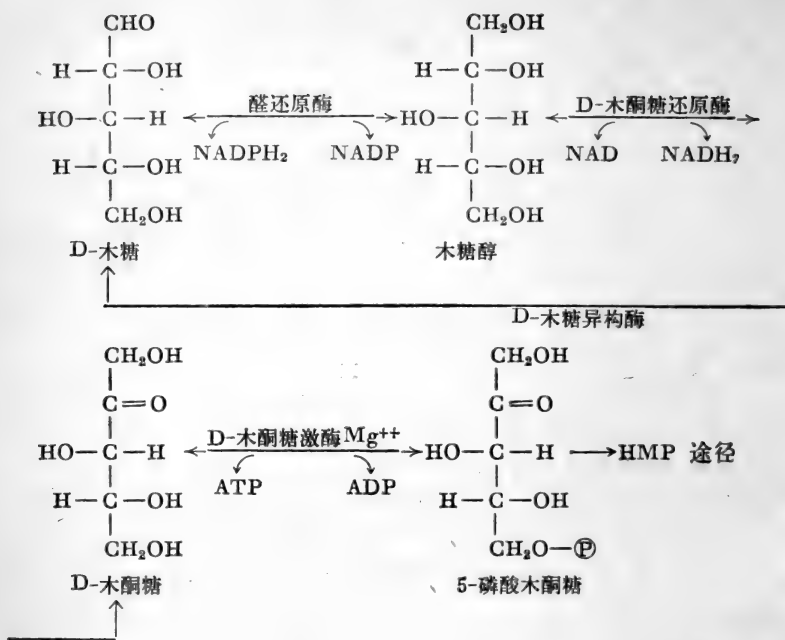 CHO CH₂OH
H—C—OH H—C—OH
醛还原酶 D-木酮糖还原酶
HO—C—H HO—C—H
NADPH₂ NADP NAD NADH₂
H—C—OH H—C—OH
CH₂OH CH₂OH
D-木糖 木糖醇
D-木糖异构酶
CH₂OH CH₂OH
C=O C=O
D-木酮糖激酶 Mg⁺⁺
HO—C—H HO—C—H → HMP 途径
ATP ADP
H—C—OH H—C—OH
CH₂OH CH₂O—Ⓟ
D-木酮糖 5-磷酸木酮糖